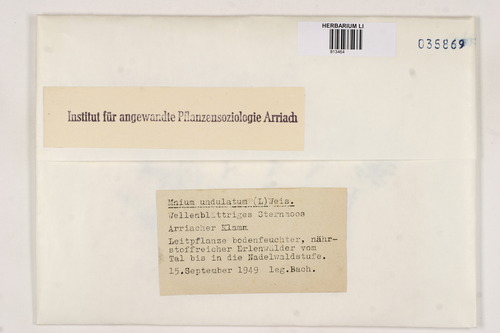 HERBARIUM LI
813464
035869
Institut für angewandte Pflanzensoziologie Arriach
Mnium undulatum (L)Weis.
Wellenblättriges Sternmoos
Arriacher Klamm
Leitpflanze bodenfeuchter, nähr-
stoffreicher Erlenwälder vom
Tal bis in die Nadelwaldstufe.
15.September 1949 leg.Bach.